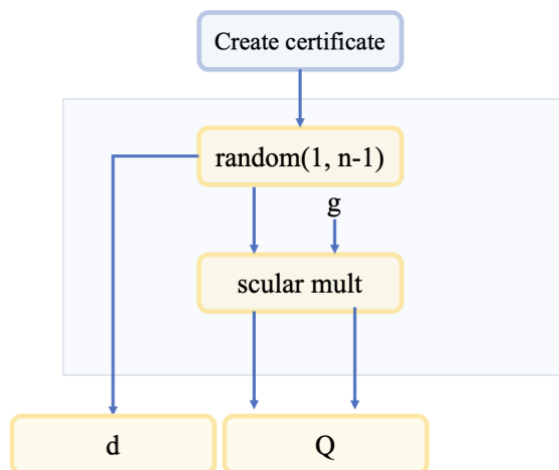 Create certificate
random(1, n-1)
g
scular mult
d
Q